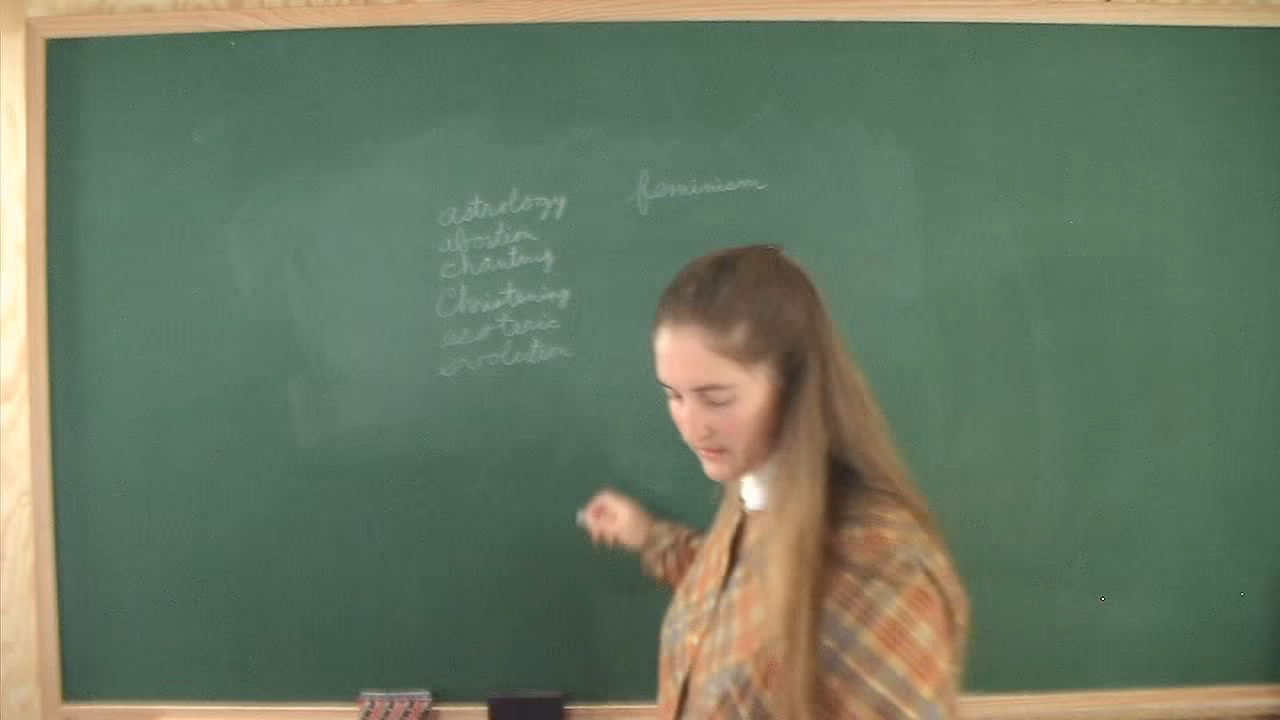 astrology feminism
abortion
chanting
Christening
esoteric
evolution